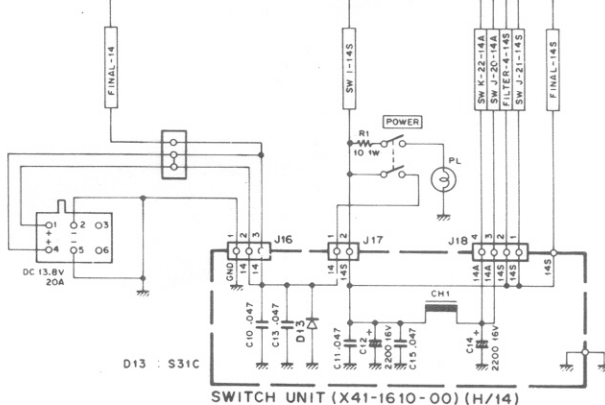 FINAL-14
SW I-14S
SW K-22-14A
SW J-20-14A
FILTER-4-14S
SW J-21-14S
FINAL-14S
POWER
R1
10 1W
PL
1 2 3
J16
1 2
J17
4 3 2 1
J18
GND
14
14
14
14S
14A
14A
14S
14S
14S
+ 1
2
3
+ 4
5
6
DC 13.8V
20A
C10 .047
C13 .047
D13
C11 .047
C12
2200 16V
C15 .047
CH1
C14
2200 16V
D13 : S31C
SWITCH UNIT (X41-1610-00) (H/14)